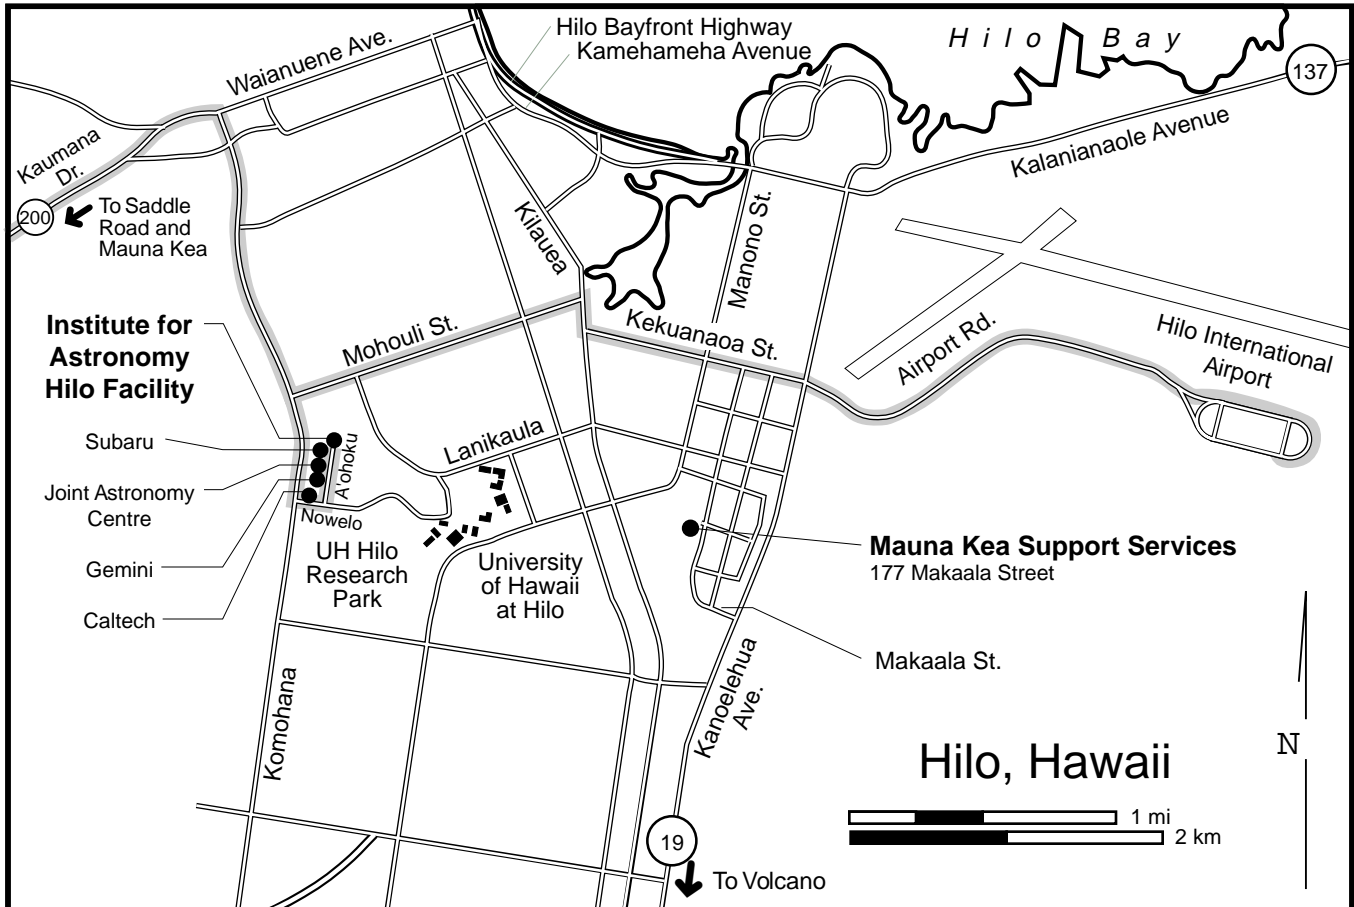 Hilo Bayfront Highway
Kamehameha Avenue
Hilo Bay
137
Waianuene Ave.
Kalanianaole Avenue
Kaumana
Dr.
200
To Saddle
Road and
Mauna Kea
Kilauea
Manono St.
Institute for
Astronomy
Hilo Facility
Mohouli St.
Kekuanaoa St.
Airport Rd.
Hilo International
Airport
Subaru
Joint Astronomy
Centre
Gemini
Caltech
A'ohoku
Lanikaula
Nowelo
UH Hilo
Research
Park
University
of Hawaii
at Hilo
Mauna Kea Support Services
177 Makaala Street
Makaala St.
Komohana
Kanoelehua
Ave.
Hilo, Hawaii
N
1 mi
2 km
19
To Volcano